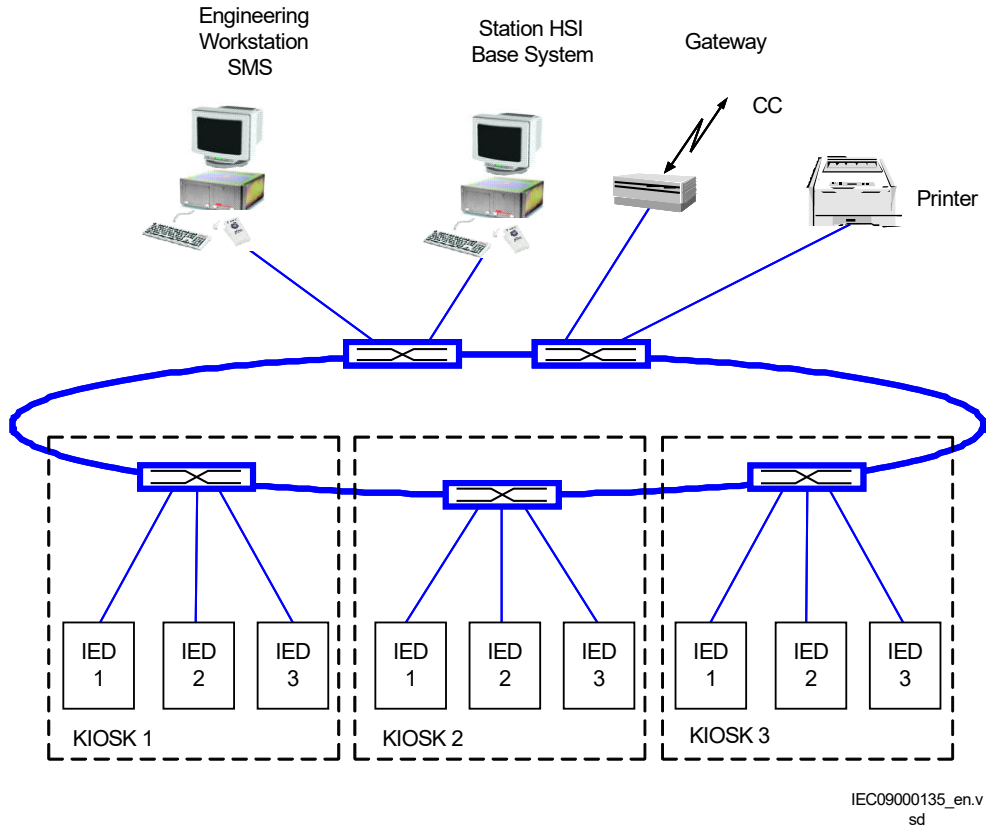 Engineering
Workstation
SMS
Station HSI
Base System
Gateway
CC
Printer
IED
1
IED
2
IED
3
KIOSK 1
IED
1
IED
2
IED
3
KIOSK 2
IED
1
IED
2
IED
3
KIOSK 3
IEC09000135_en.v
sd